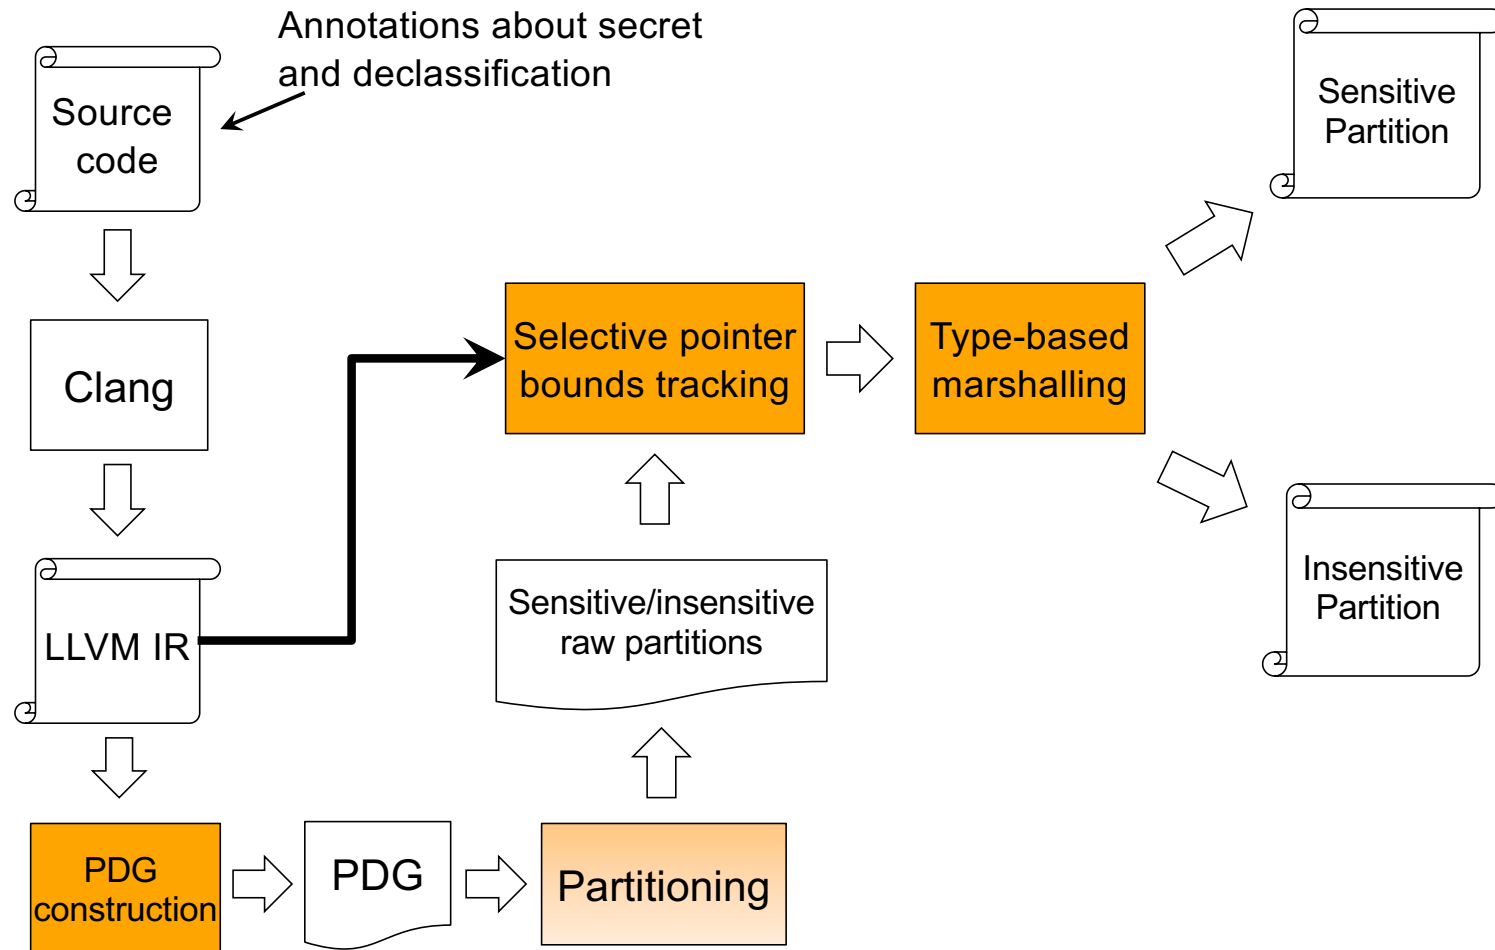 Annotations about secret
and declassification
Source
code
Clang
LLVM IR
PDG
construction
PDG
Partitioning
Sensitive/insensitive
raw partitions
Selective pointer
bounds tracking
Type-based
marshalling
Sensitive
Partition
Insensitive
Partition